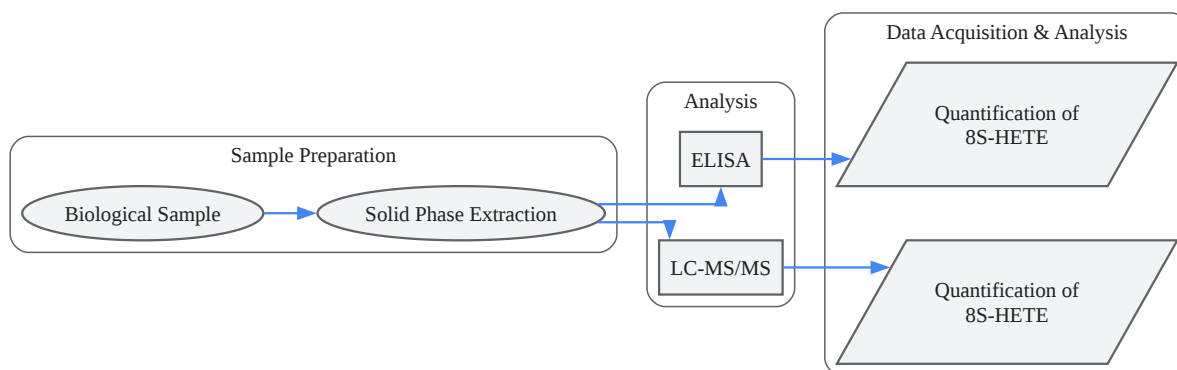 Sample Preparation
Biological Sample
Solid Phase Extraction
Analysis
ELISA
LC-MS/MS
Data Acquisition & Analysis
Quantification of
8S-HETE
Quantification of
8S-HETE